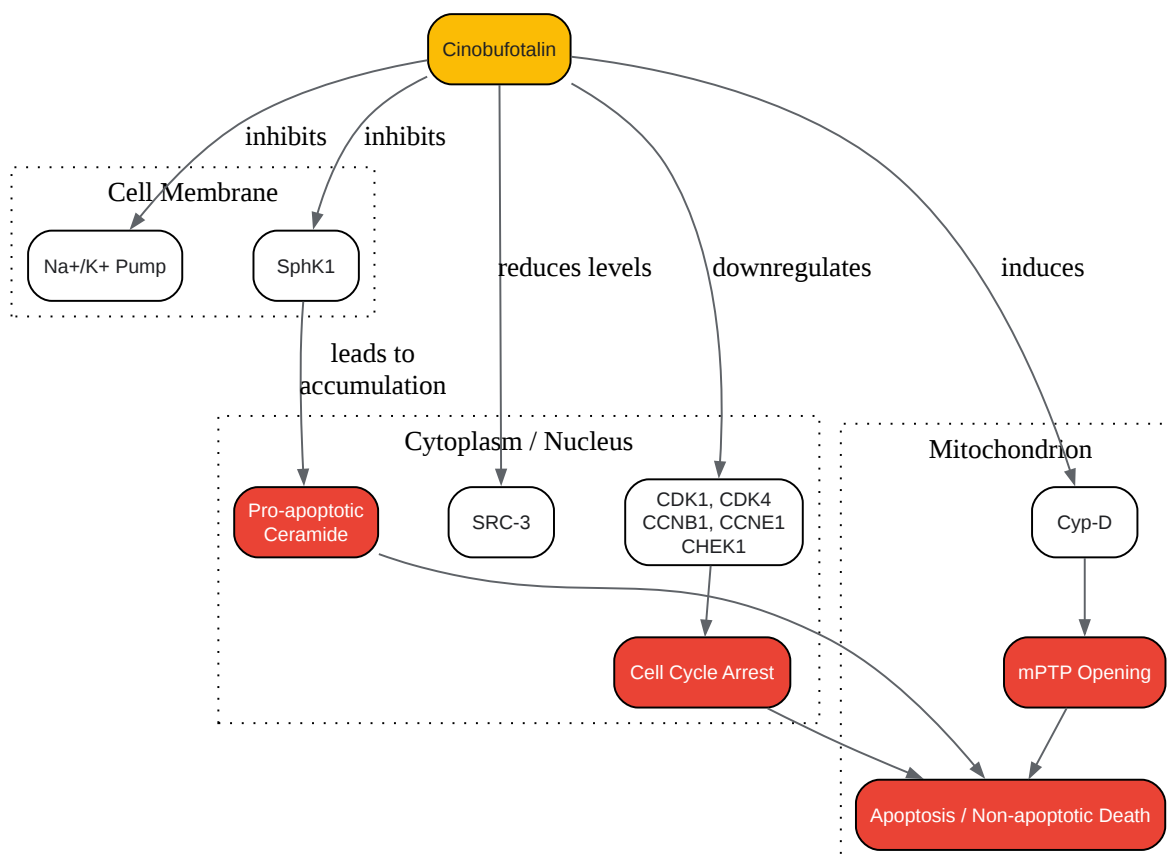 Cinobufotalin
inhibits
inhibits
Cell Membrane
Na+/K+ Pump
SphK1
reduces levels
downregulates
induces
leads to
accumulation
Cytoplasm / Nucleus
Mitochondrion
Pro-apoptotic
Ceramide
SRC-3
CDK1, CDK4
CCNB1, CCNE1
CHEK1
Cyp-D
Cell Cycle Arrest
mPTP Opening
Apoptosis / Non-apoptotic Death